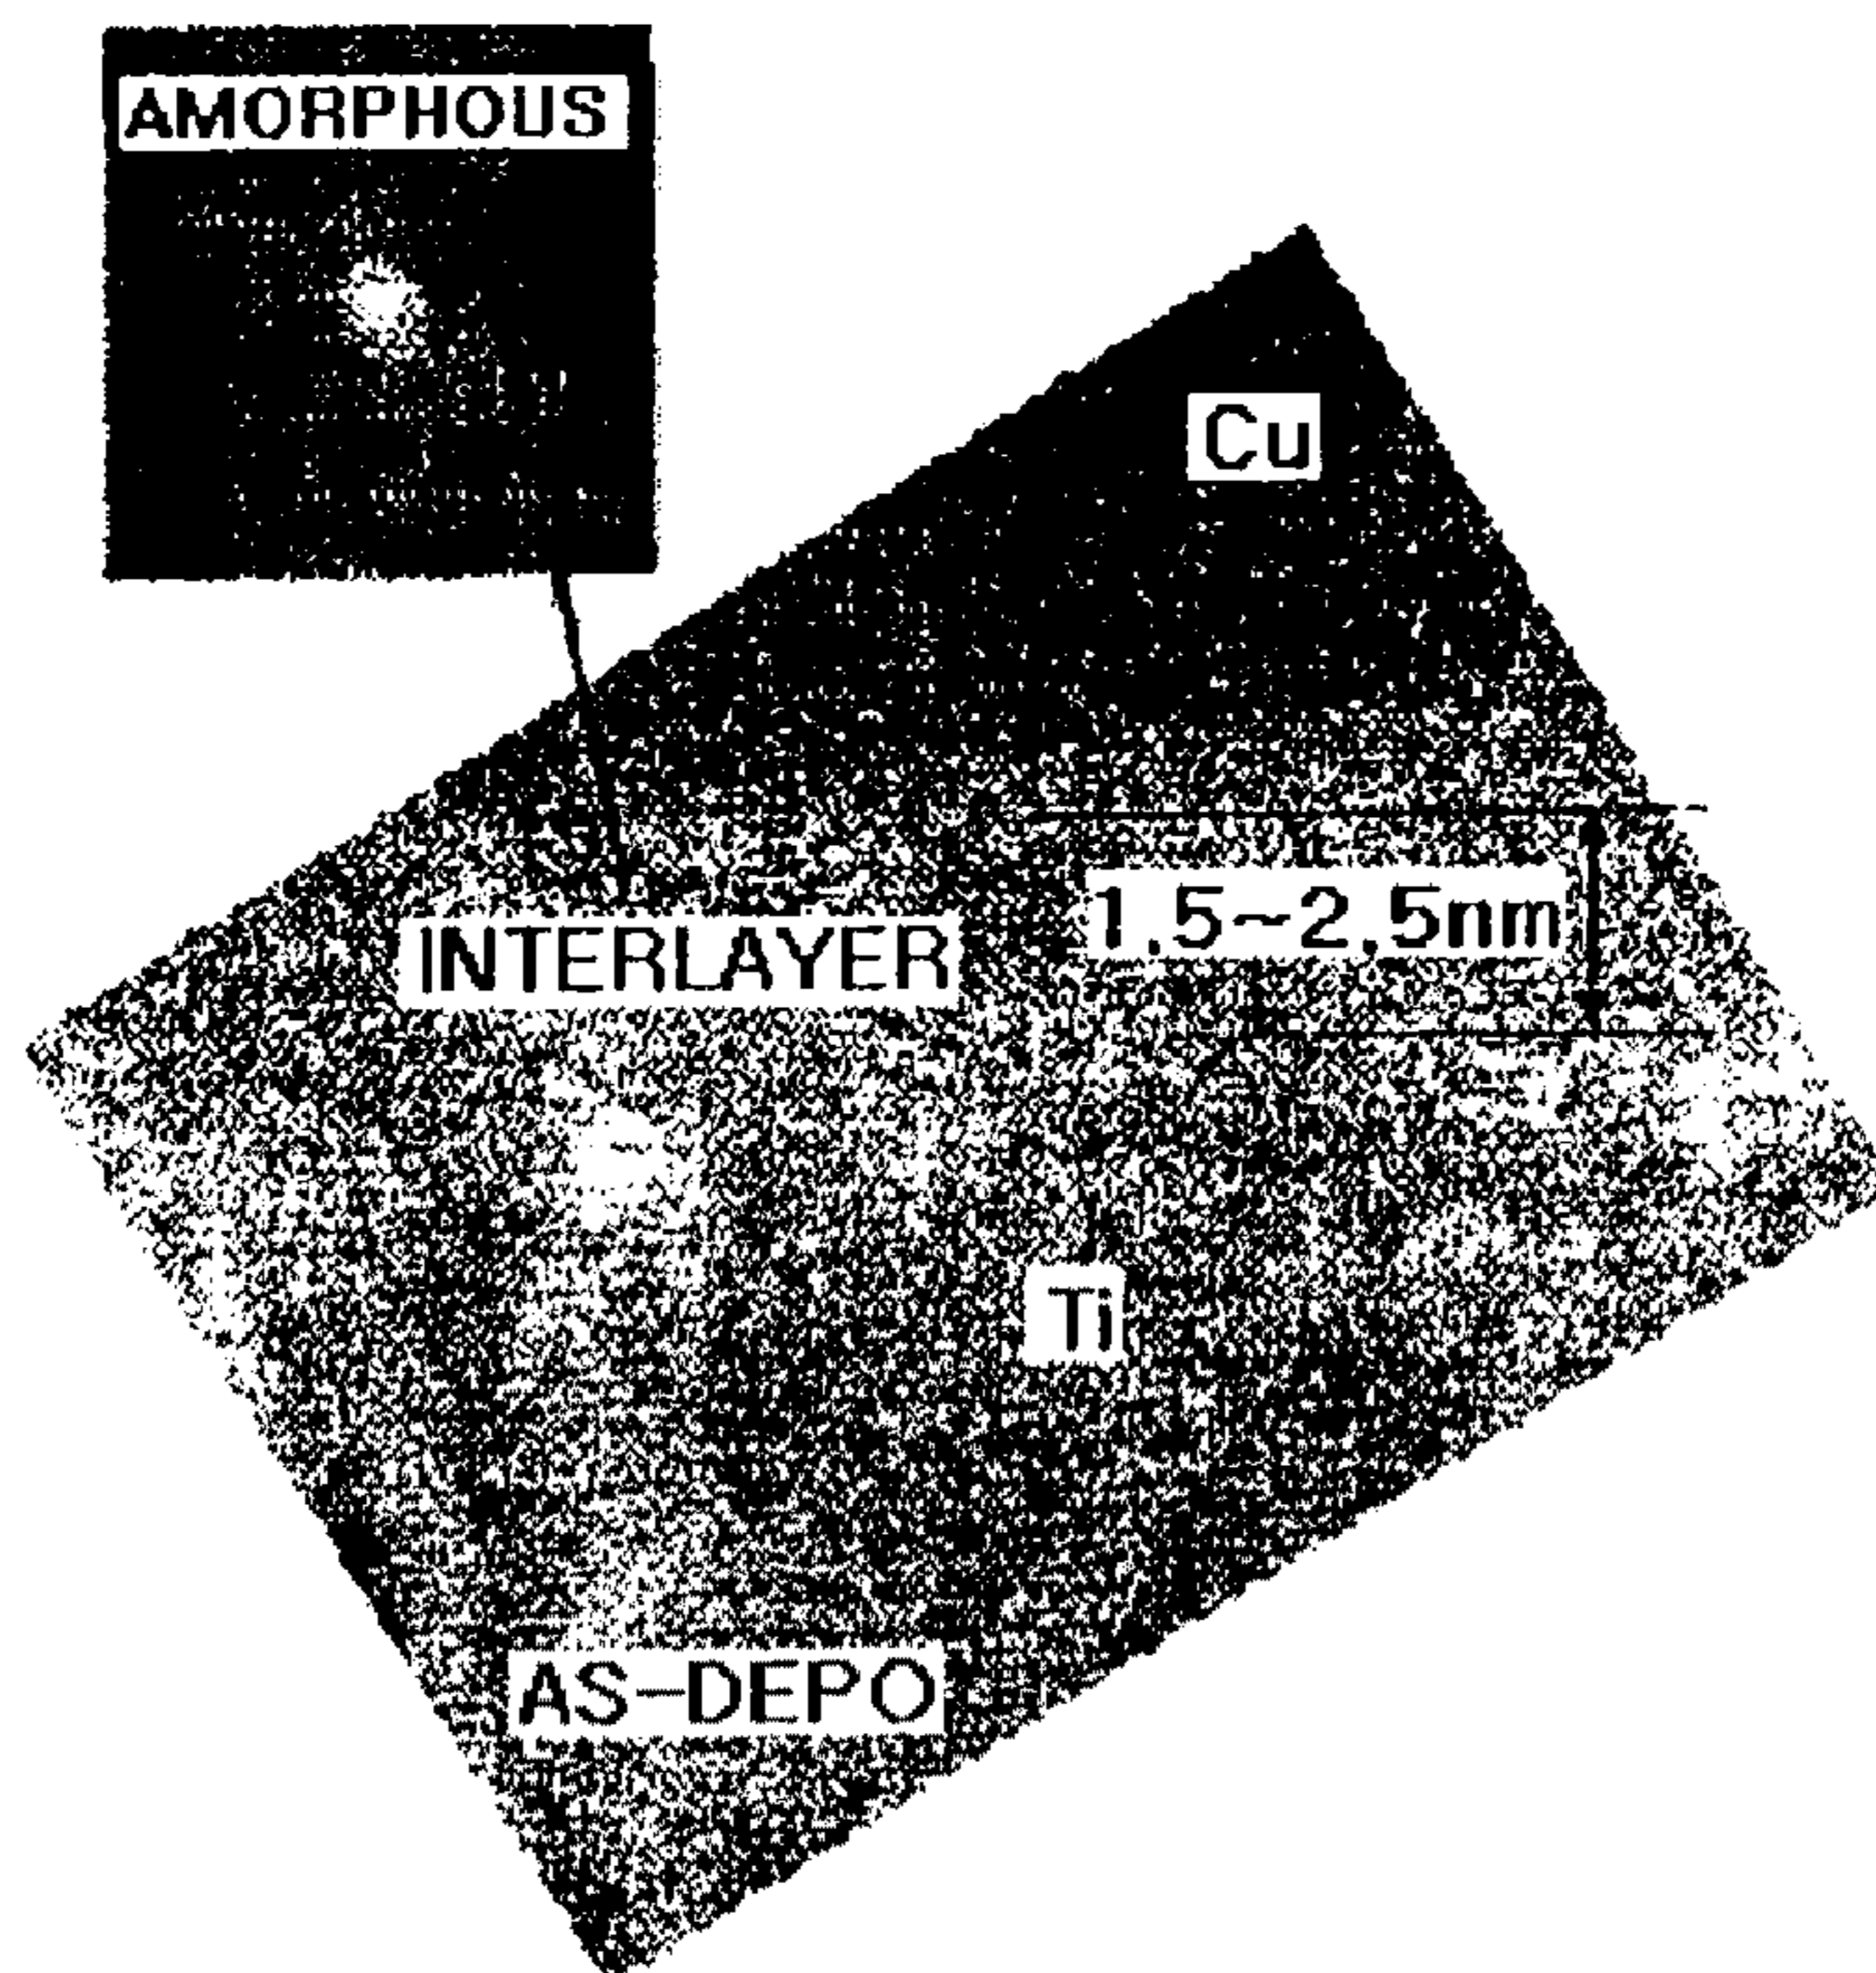 AMORPHOUS
Cu
1.5~2.5nm
INTERLAYER
Ti
AS-DEPO